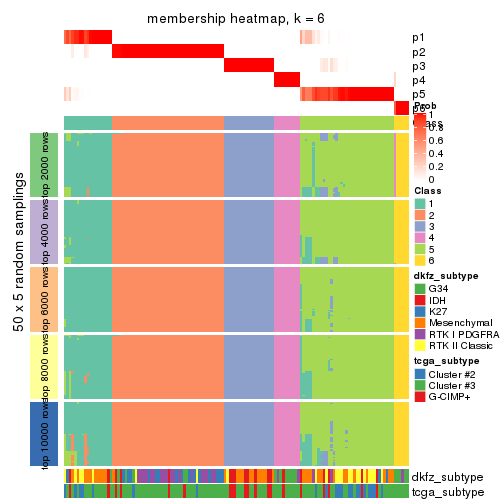 membership heatmap, k = 6
p1
p2
p3
p4
p5
p6
Prob
1
0.8
0.6
0.4
0.2
0
Class
Class
1
2
3
4
5
6
dkfz_subtype
G34
IDH
K27
Mesenchymal
RTK I PDGFRA
RTK II Classic
tcga_subtype
Cluster #2
Cluster #3
G-CIMP+
50 x 5 random samplings
top 2000 rows
top 4000 rows
top 6000 rows
top 8000 rows
top 10000 rows
dkfz_subtype
tcga_subtype